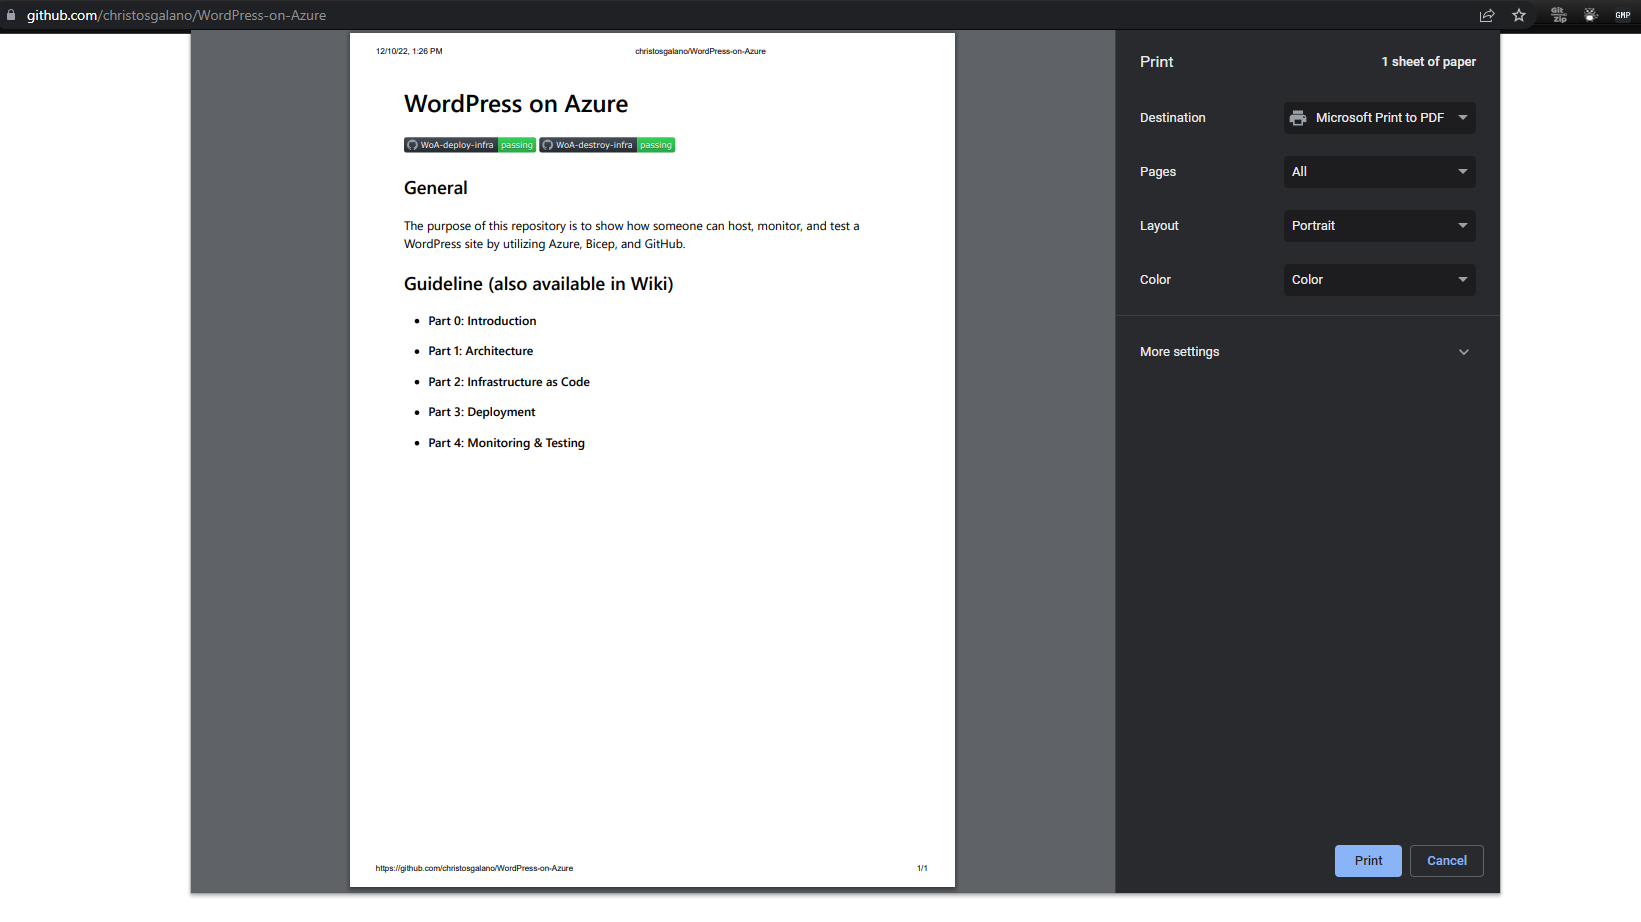 github.com/christosgalano/WordPress-on-Azure
Git Zip
GMP
12/10/22, 1:26 PM
christosgalano/WordPress-on-Azure
WordPress on Azure
WoA-deploy-infra passing WoA-destroy-infra passing
General
The purpose of this repository is to show how someone can host, monitor, and test a
WordPress site by utilizing Azure, Bicep, and GitHub.
Guideline (also available in Wiki)
• Part 0: Introduction
• Part 1: Architecture
• Part 2: Infrastructure as Code
• Part 3: Deployment
• Part 4: Monitoring & Testing
https://github.com/christosgalano/WordPress-on-Azure
1/1
Print
1 sheet of paper
Destination
Microsoft Print to PDF
Pages
All
Layout
Portrait
Color
Color
More settings
Print
Cancel